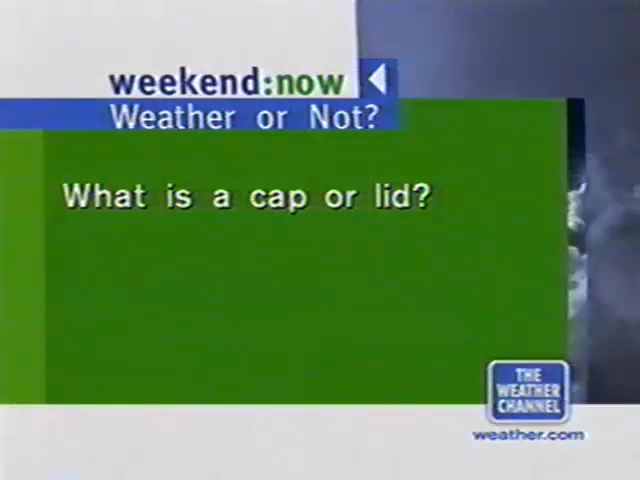 weekend:now
Weather or Not?
What is a cap or lid?
THE
WEATHER
CHANNEL
weather.com